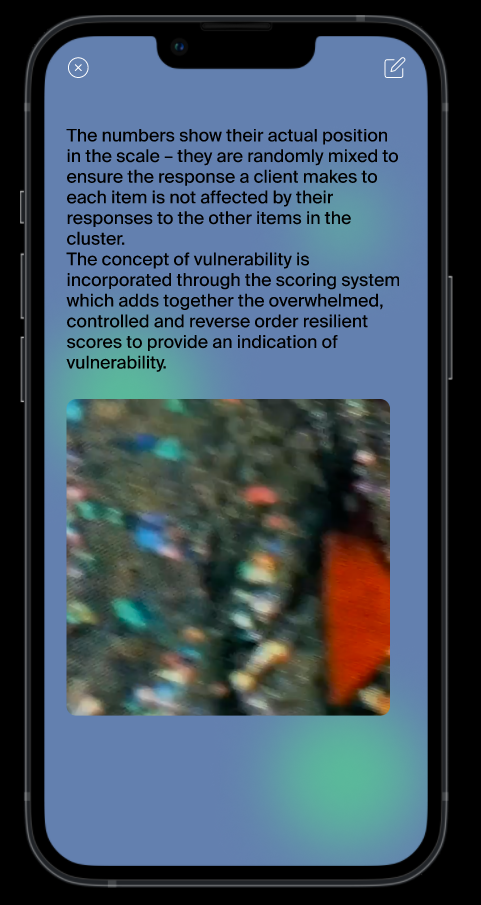 The numbers show their actual position
in the scale – they are randomly mixed to
ensure the response a client makes to
each item is not affected by their
responses to the other items in the
cluster.
The concept of vulnerability is
incorporated through the scoring system
which adds together the overwhelmed,
controlled and reverse order resilient
scores to provide an indication of
vulnerability.